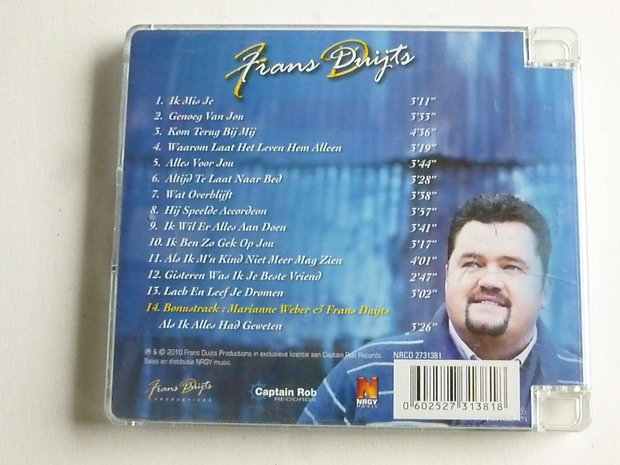 Frans Duijts
1. Ik Mis Je 3'11"
2. Genoeg Van Jou 3'33"
3. Kom Terug Bij Mij 4'36"
4. Waarom Laat Het Leven Hem Alleen 3'19"
5. Alles Voor Jou 3'44"
6. Altijd Te Laat Naar Bed 3'28"
7. Wat Overblijft 3'38"
8. Hij Speelde Accordeon 3'57"
9. Ik Wil Er Alles Aan Doen 3'41"
10. Ik Ben Zo Gek Op Jou 3'17"
11. Als Ik M'n Kind Niet Meer Mag Zien 4'01"
12. Gisteren Was Ik Je Beste Vriend 2'47"
13. Lach En Leef Je Dromen 3'02"
14. Bonustrack : Marianne Weber & Frans Duijts
Als Ik Alles Had Geweten 3'26"
℗ & © 2010 Frans Duijts Productions in exclusieve licentie aan Captain Rob Records NRCD 2731381
Sales en distributie NRGY music.
Frans Duijts
PRODUCTIONS
Captain Rob
RECORDS
N
NRGY
MUSIC
0 602527 313818